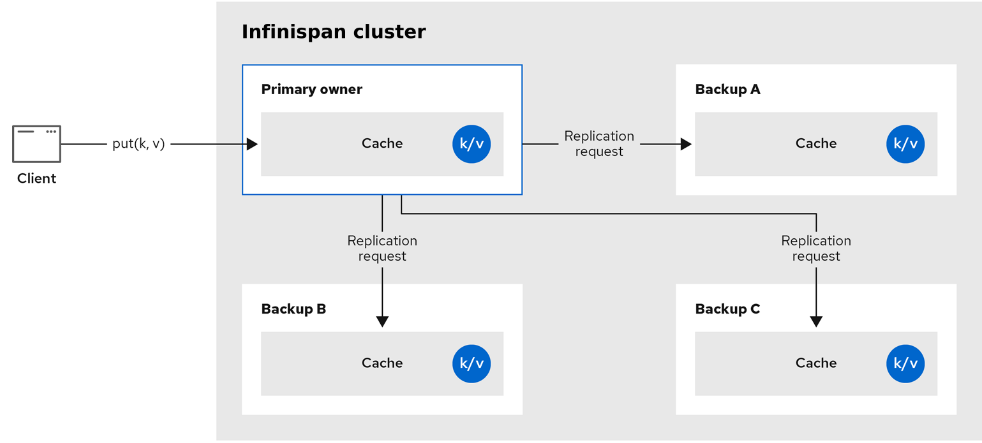 Infinispan cluster
Primary owner
Cache
k/v
Backup A
Cache
k/v
put(k, v)
Client
Replication
request
Replication
request
Replication
request
Backup B
Cache
k/v
Backup C
Cache
k/v